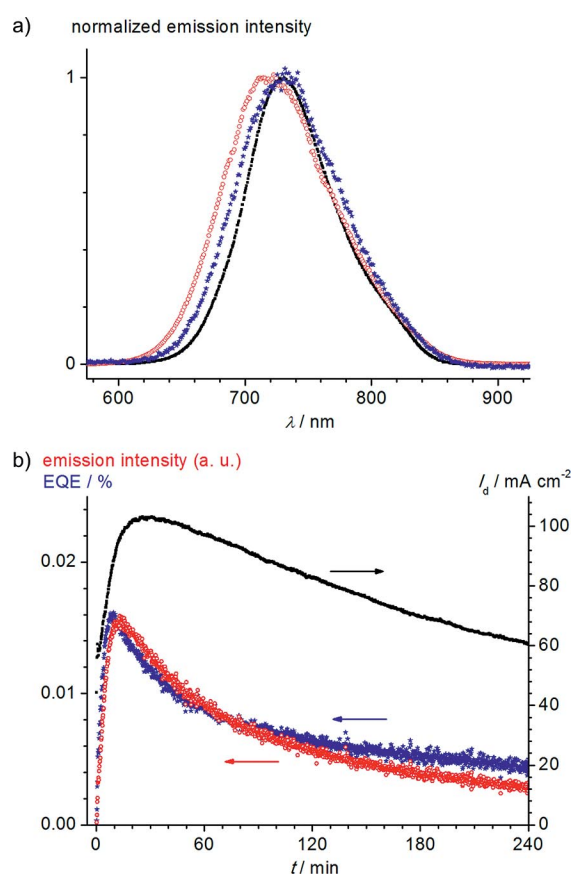 a) normalized emission intensity
1
0
600 700 800 900
λ / nm
b) emission intensity (a. u.)
EQE / % I_d / mA cm⁻²
0.02 100
80
0.01 60
40
20
0.00 0
0 60 120 180 240
t / min